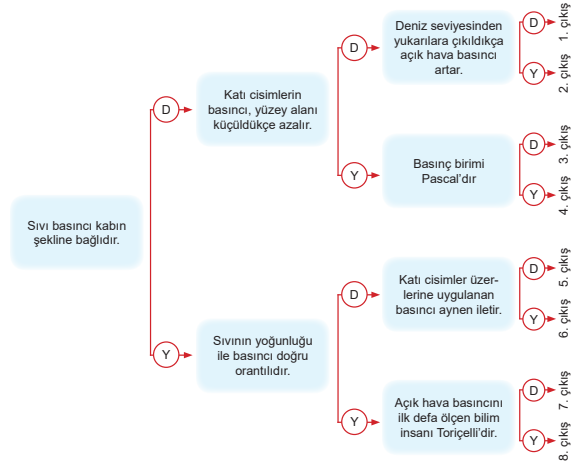 Sıvı basıncı kabın
şekline bağlıdır.
D
Y
Katı cisimlerin
basıncı, yüzey alanı
küçüldükçe azalır.
D
Y
Sıvının yoğunluğu
ile basıncı doğru
orantılıdır.
D
Y
Deniz seviyesinden
yukarılara çıkıldıkça
açık hava basıncı
artar.
D
1. çıkış
Y
2. çıkış
Basınç birimi
Pascal'dır
D
3. çıkış
Y
4. çıkış
Katı cisimler üzer-
lerine uygulanan
basıncı aynen iletir.
D
5. çıkış
Y
6. çıkış
Açık hava basıncını
ilk defa ölçen bilim
insanı Toriçelli'dir.
D
7. çıkış
Y
8. çıkış